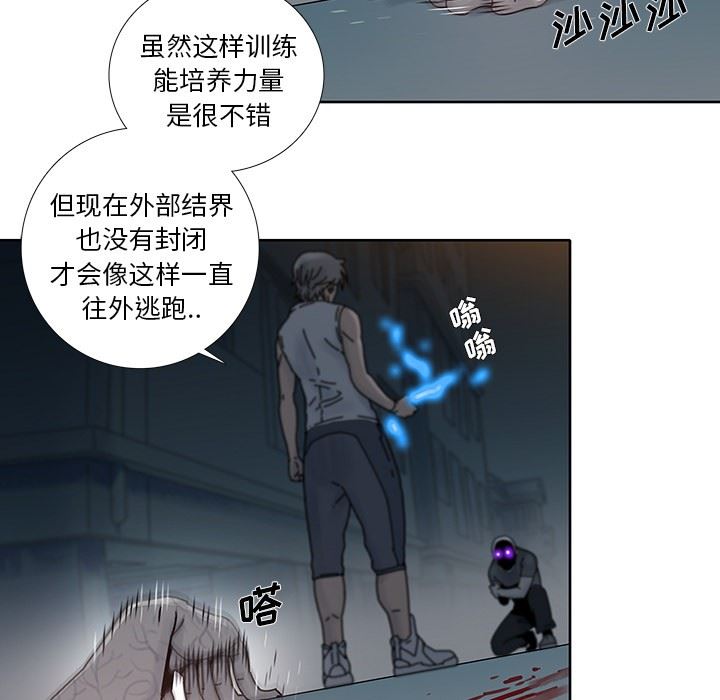 沙沙沙
虽然这样训练
能培养力量
是很不错
但现在外部结界
也没有封闭
才会像这样一直
往外逃跑..
嗡
嗡
嗒